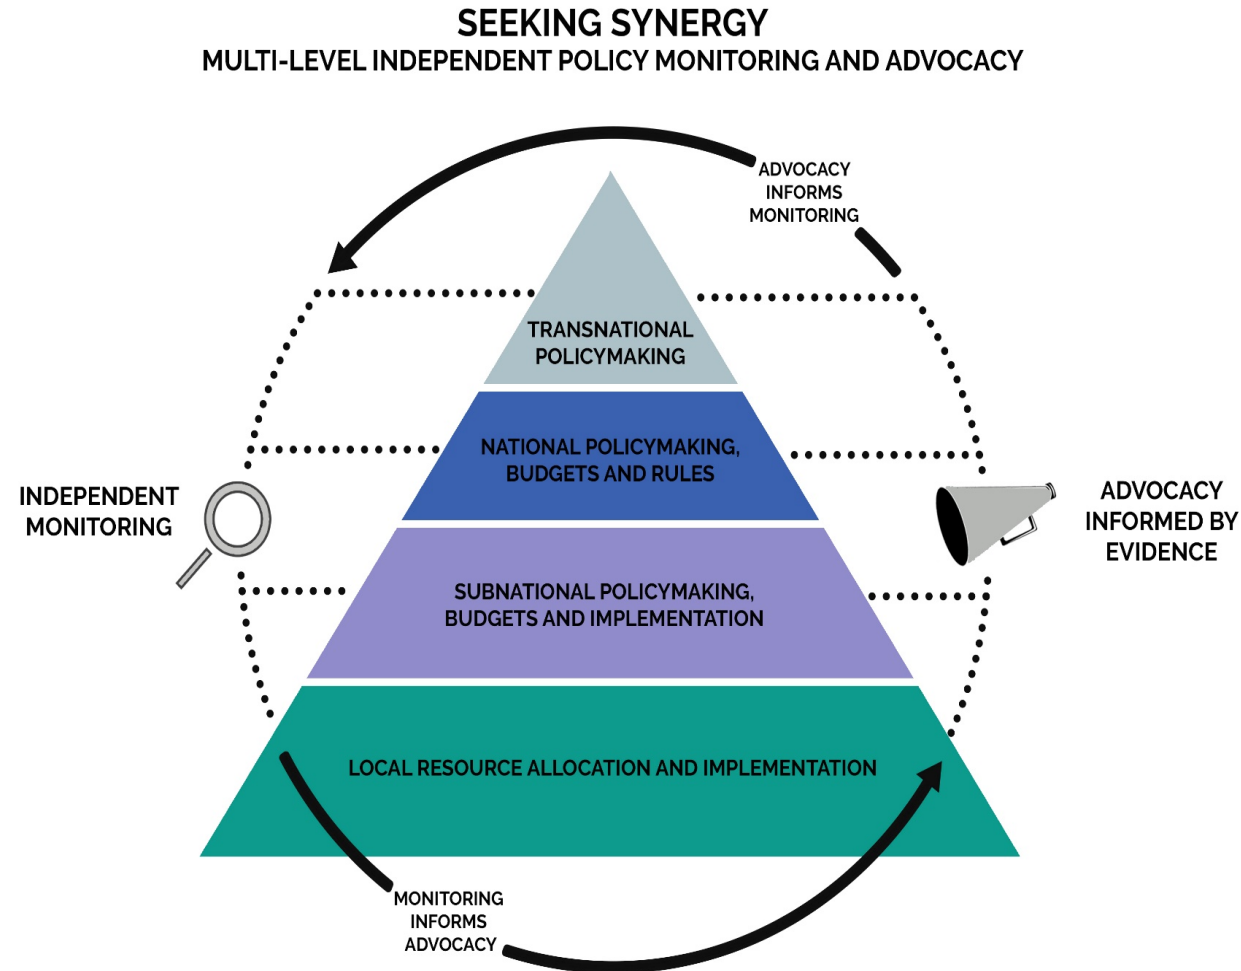 SEEKING SYNERGY
MULTI-LEVEL INDEPENDENT POLICY MONITORING AND ADVOCACY
ADVOCACY
INFORMS
MONITORING
TRANSNATIONAL
POLICYMAKING
NATIONAL POLICYMAKING,
BUDGETS AND RULES
INDEPENDENT
MONITORING
ADVOCACY
INFORMED BY
EVIDENCE
SUBNATIONAL POLICYMAKING,
BUDGETS AND IMPLEMENTATION
LOCAL RESOURCE ALLOCATION AND IMPLEMENTATION
MONITORING
INFORMS
ADVOCACY